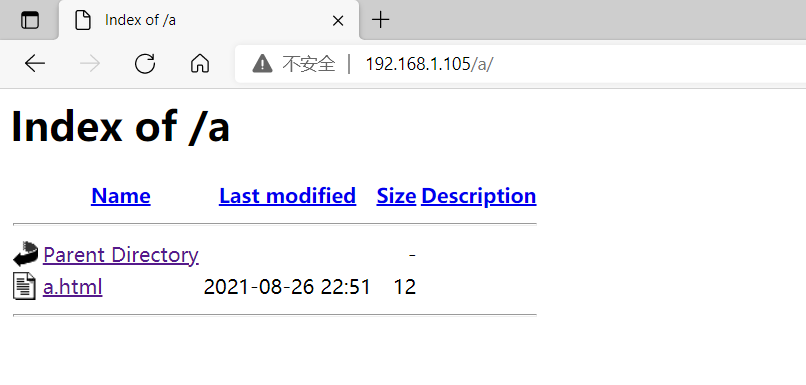 Index of /a
不安全 | 192.168.1.105/a/
Index of /a
Name Last modified Size Description
Parent Directory -
a.html 2021-08-26 22:51 12